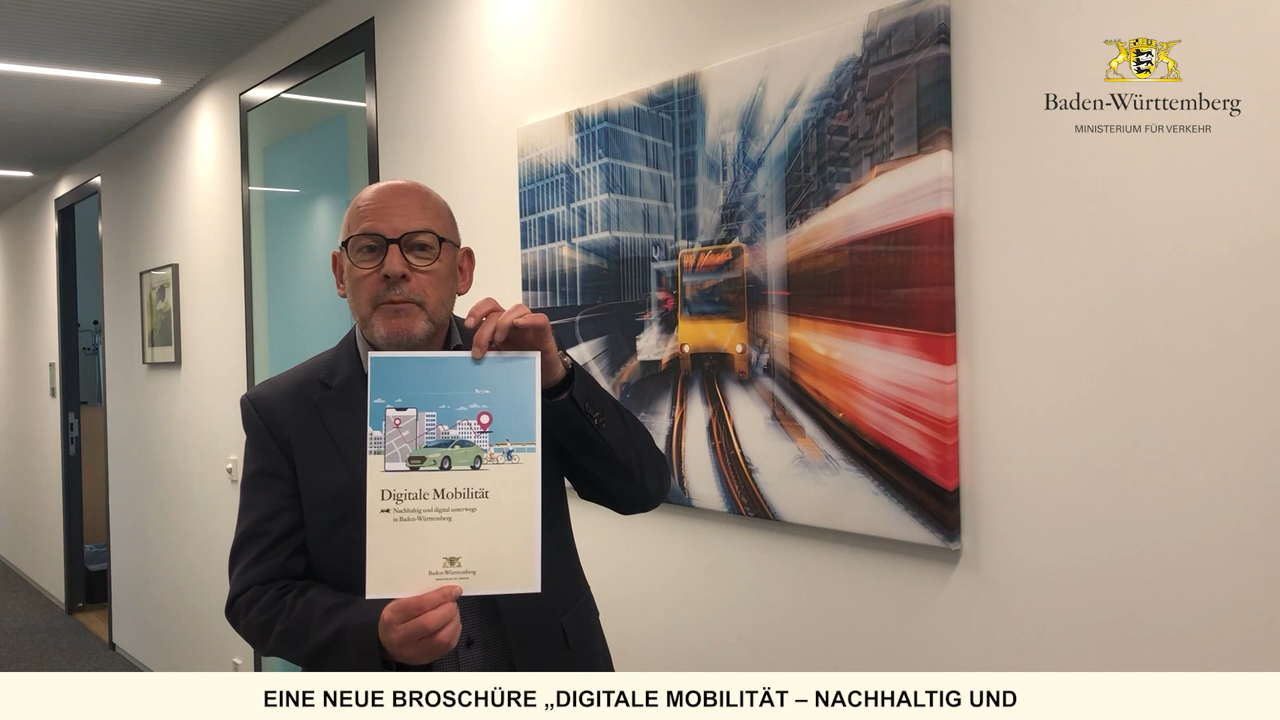 Baden-Württemberg
MINISTERIUM FÜR VERKEHR
Digitale Mobilität
Nachhaltig und digital unterwegs
in Baden-Württemberg
Baden-Württemberg
EINE NEUE BROSCHÜRE „DIGITALE MOBILITÄT – NACHHALTIG UND